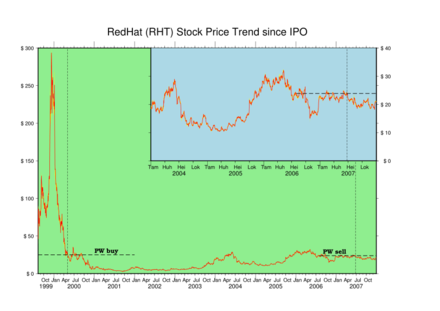 RedHat (RHT) Stock Price Trend since IPO
$ 300
$ 250
$ 200
$ 150
$ 100
$ 50
$ 0
$ 40
$ 30
$ 20
$ 10
$ 0
Tam Huh Hei Lok Tam Huh Hei Lok Tam Huh Hei Lok Tam Huh Hei Lok
2004 2005 2006 2007
PW buy
PW sell
Oct Jan Apr Jul Oct Jan Apr Jul Oct Jan Apr Jul Oct Jan Apr Jul Oct Jan Apr Jul Oct Jan Apr Jul Oct Jan Apr Jul Oct Jan Apr Jul Oct
1999 2000 2001 2002 2003 2004 2005 2006 2007